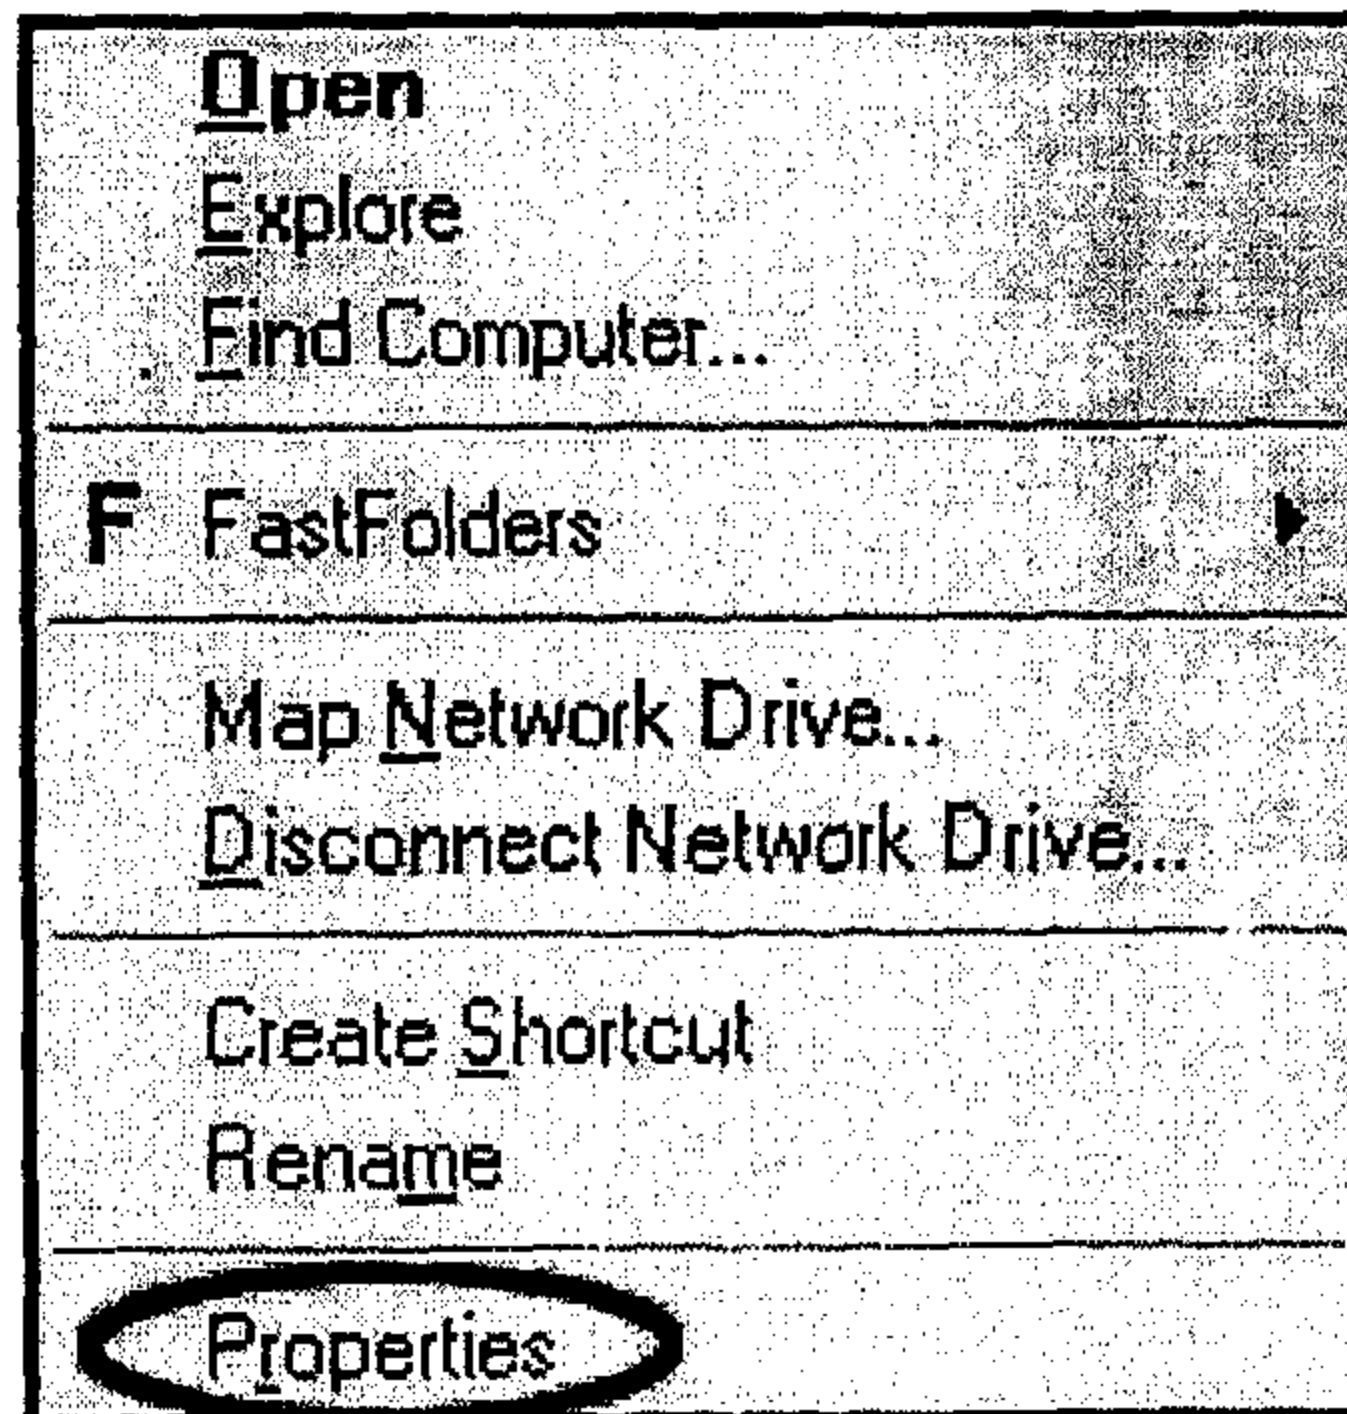 Open
Explore
Find Computer...
F FastFolders
Map Network Drive...
Disconnect Network Drive...
Create Shortcut
Rename
Properties